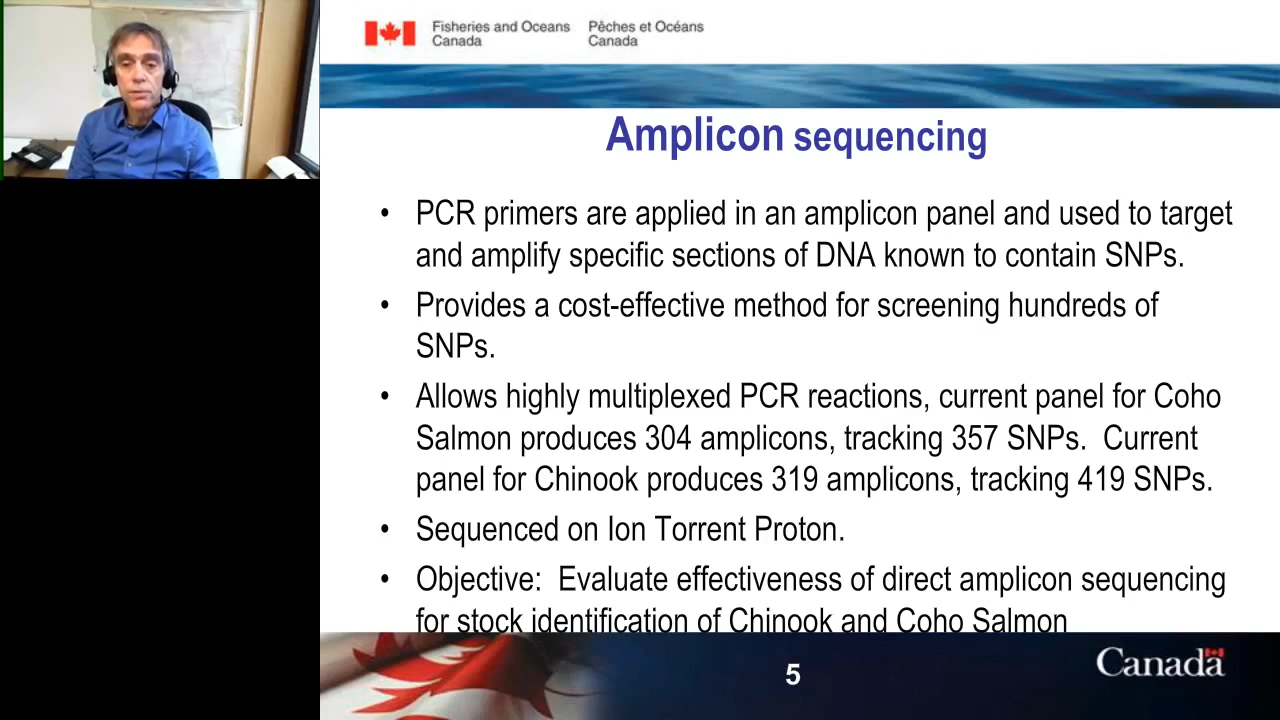 Fisheries and Oceans Pêches et Océans
Canada Canada
Amplicon sequencing
• PCR primers are applied in an amplicon panel and used to target
and amplify specific sections of DNA known to contain SNPs.
• Provides a cost-effective method for screening hundreds of
SNPs.
• Allows highly multiplexed PCR reactions, current panel for Coho
Salmon produces 304 amplicons, tracking 357 SNPs. Current
panel for Chinook produces 319 amplicons, tracking 419 SNPs.
• Sequenced on Ion Torrent Proton.
• Objective: Evaluate effectiveness of direct amplicon sequencing
for stock identification of Chinook and Coho Salmon
5
Canada